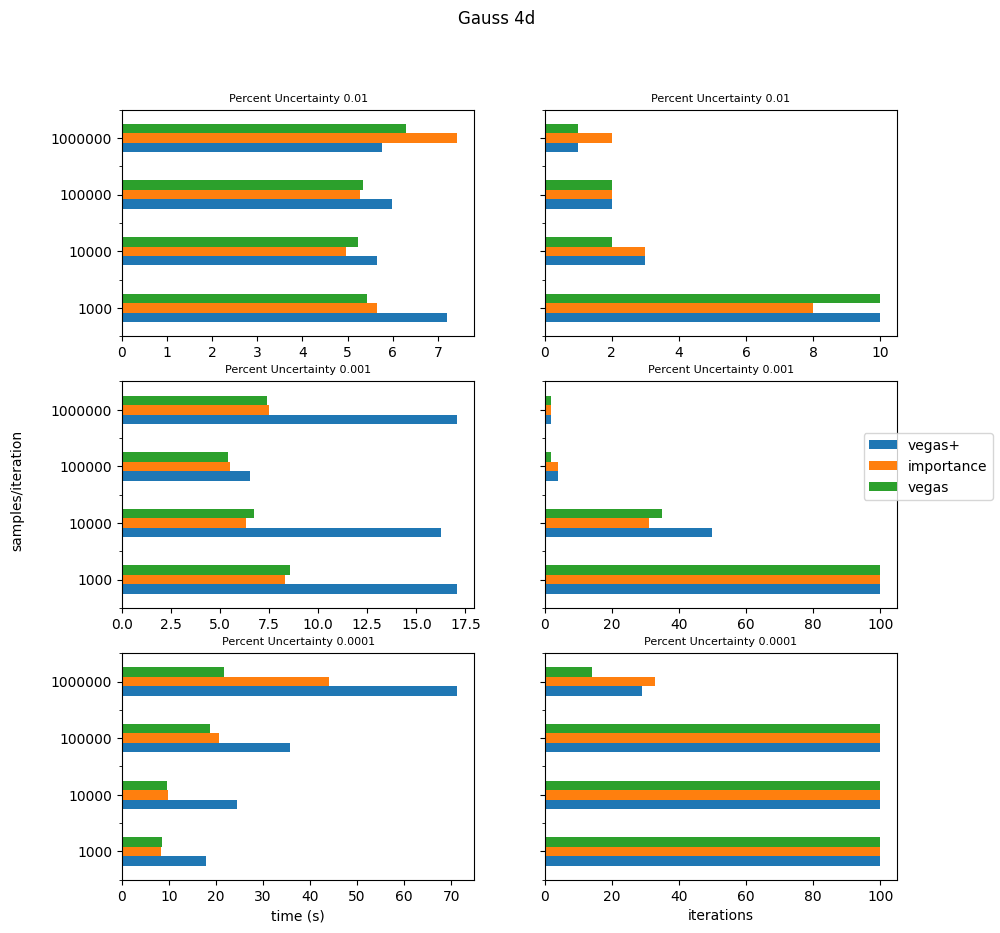 Gauss 4d
Percent Uncertainty 0.01
Percent Uncertainty 0.01
1000000
100000
10000
1000
0 1 2 3 4 5 6 7
0 2 4 6 8 10
Percent Uncertainty 0.001
Percent Uncertainty 0.001
samples/iteration
1000000
100000
10000
1000
vegas+
importance
vegas
0.0 2.5 5.0 7.5 10.0 12.5 15.0 17.5
0 20 40 60 80 100
Percent Uncertainty 0.0001
Percent Uncertainty 0.0001
1000000
100000
10000
1000
0 10 20 30 40 50 60 70
0 20 40 60 80 100
time (s)
iterations